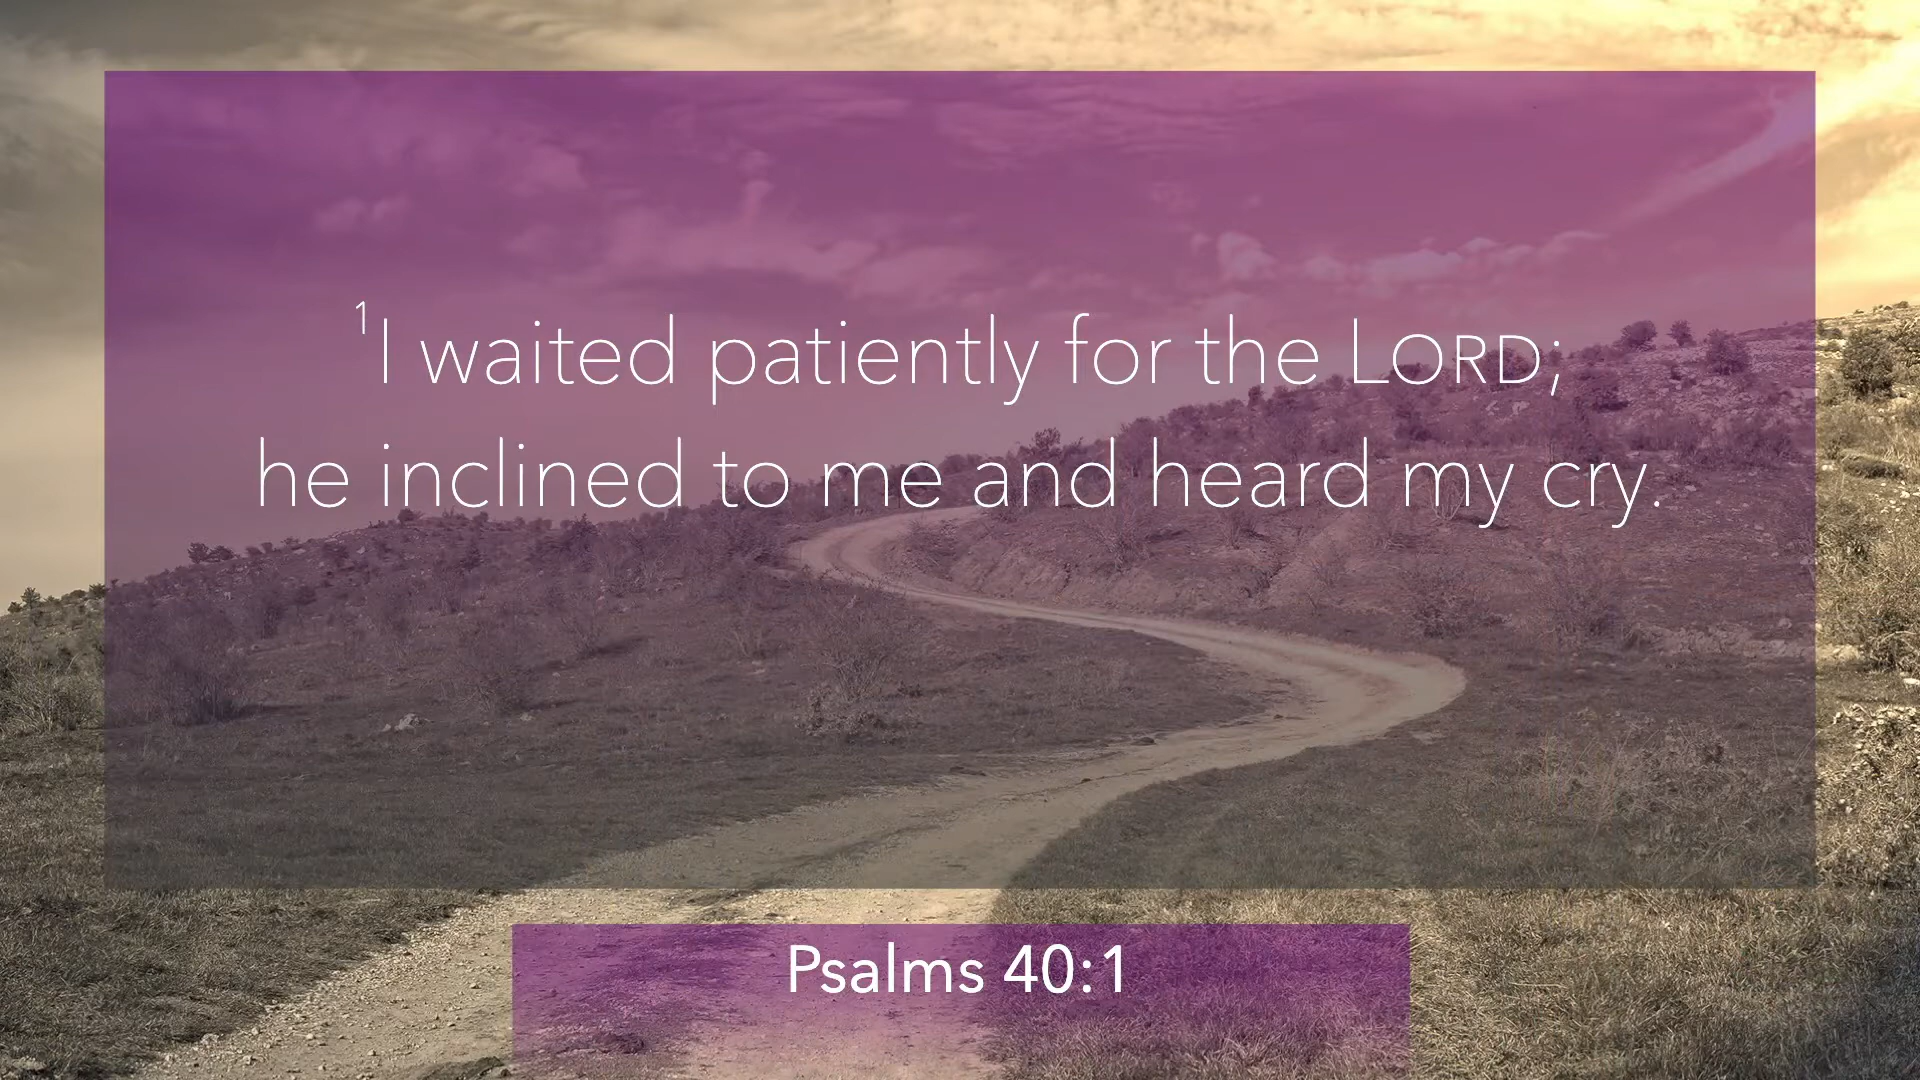 ¹I waited patiently for the LORD;
he inclined to me and heard my cry.
Psalms 40:1